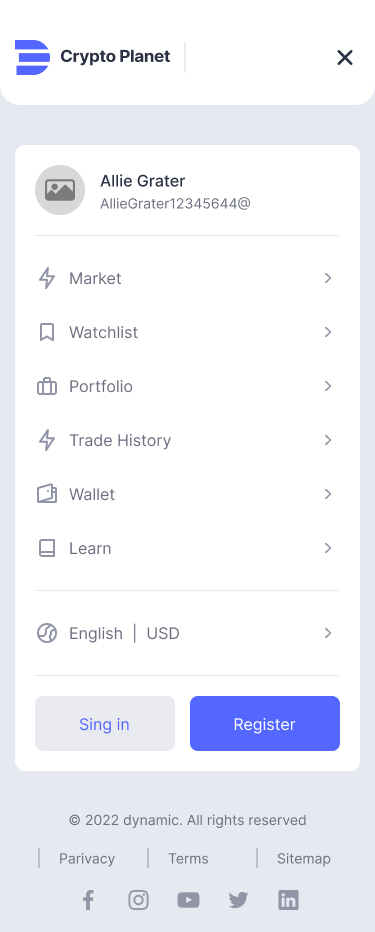 Crypto Planet
Allie Grater
AllieGrater12345644@
Market
Watchlist
Portfolio
Trade History
Wallet
Learn
English | USD
Sing in
Register
© 2022 dynamic. All rights reserved
Parivacy
Terms
Sitemap